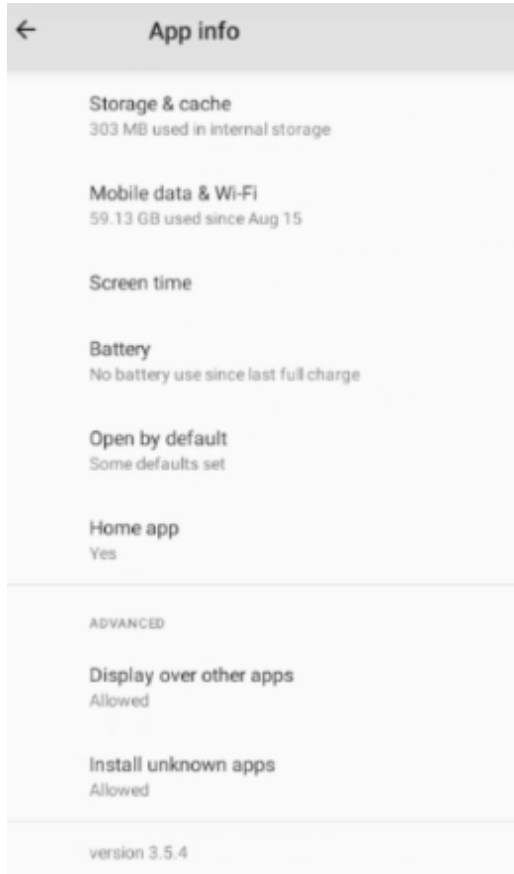 App info
Storage & cache
303 MB used in internal storage
Mobile data & Wi-Fi
59.13 GB used since Aug 15
Screen time
Battery
No battery use since last full charge
Open by default
Some defaults set
Home app
Yes
ADVANCED
Display over other apps
Allowed
Install unknown apps
Allowed
version 3.5.4